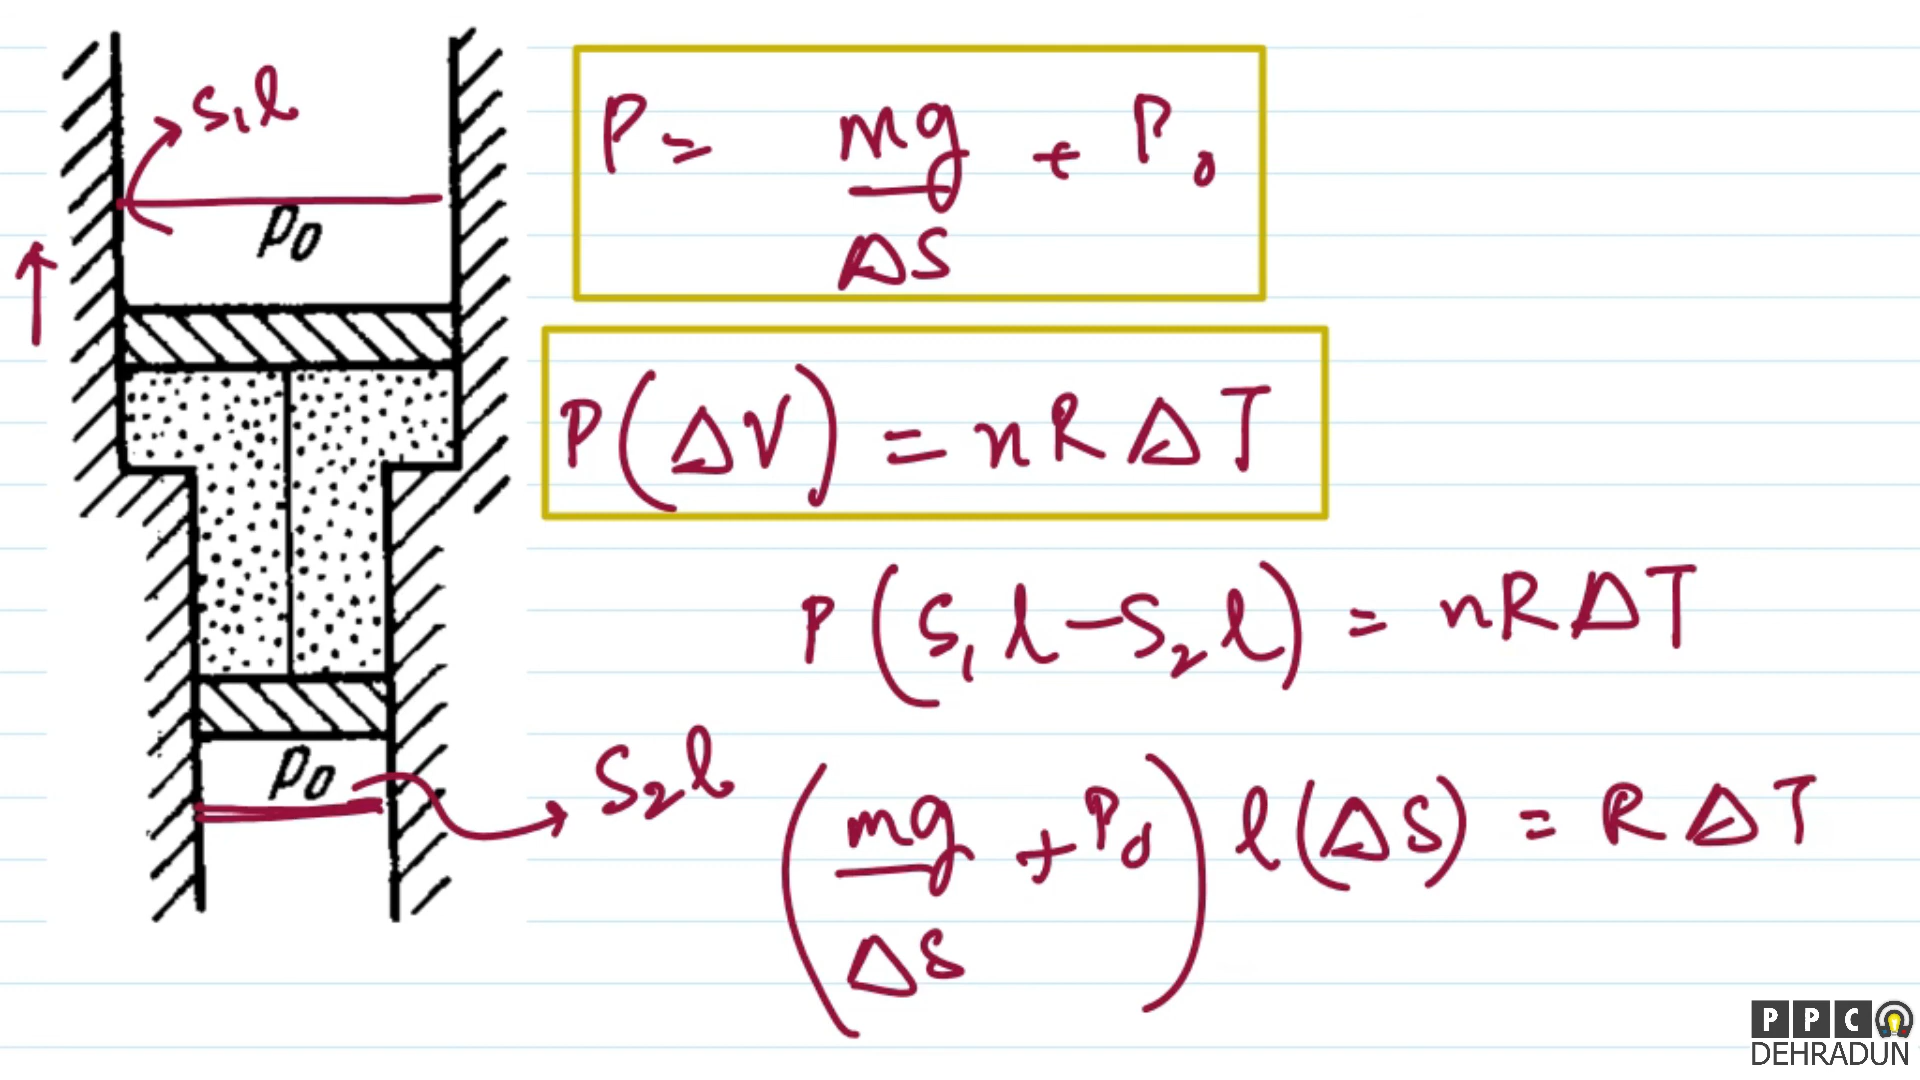 S₁l
P₀
P₀
S₂l
P = mg/ΔS + P₀
P(ΔV) = nRΔT
P(S₁l - S₂l) = nRΔT
(mg/ΔS + P₀) l(ΔS) = RΔT
PPC
DEHRADUN